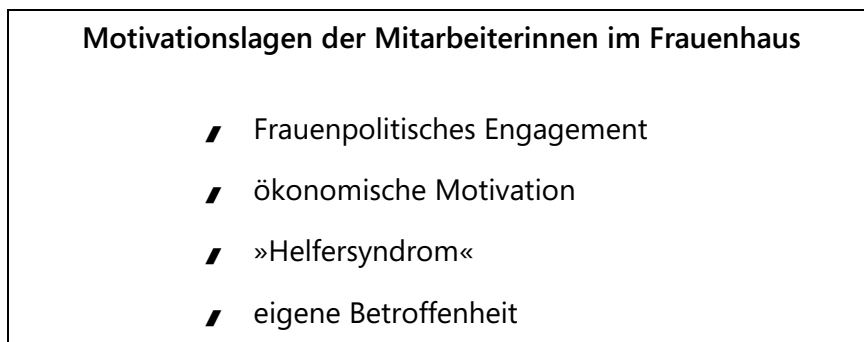 Motivationslagen der Mitarbeiterinnen im Frauenhaus
Frauenpolitisches Engagement
ökonomische Motivation
»Helfersyndrom«
eigene Betroffenheit